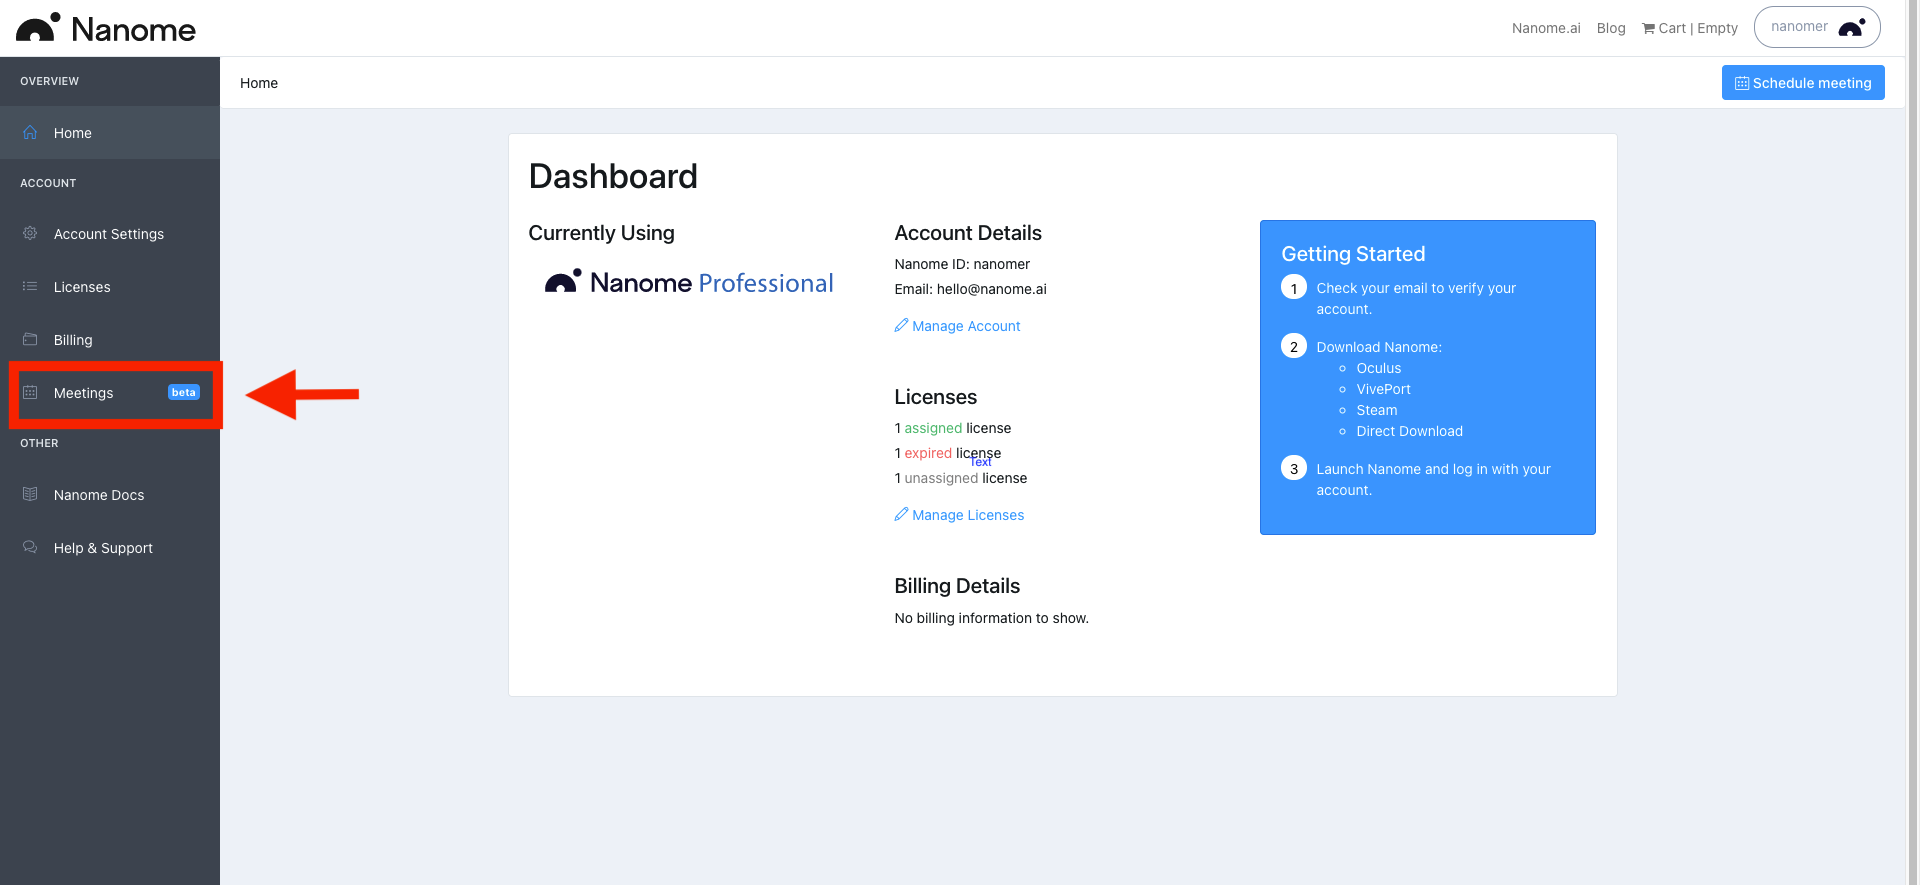 Nanome
Nanome.ai Blog Cart | Empty nanomer
OVERVIEW
Home
ACCOUNT
Account Settings
Licenses
Billing
Meetings beta
OTHER
Nanome Docs
Help & Support
Home
Schedule meeting
Dashboard
Currently Using
Nanome Professional
Account Details
Nanome ID: nanomer
Email: hello@nanome.ai
Manage Account
Licenses
1 assigned license
1 expired license
Text
1 unassigned license
Manage Licenses
Billing Details
No billing information to show.
Getting Started
1 Check your email to verify your
account.
2 Download Nanome:
Oculus
VivePort
Steam
Direct Download
3 Launch Nanome and log in with your
account.